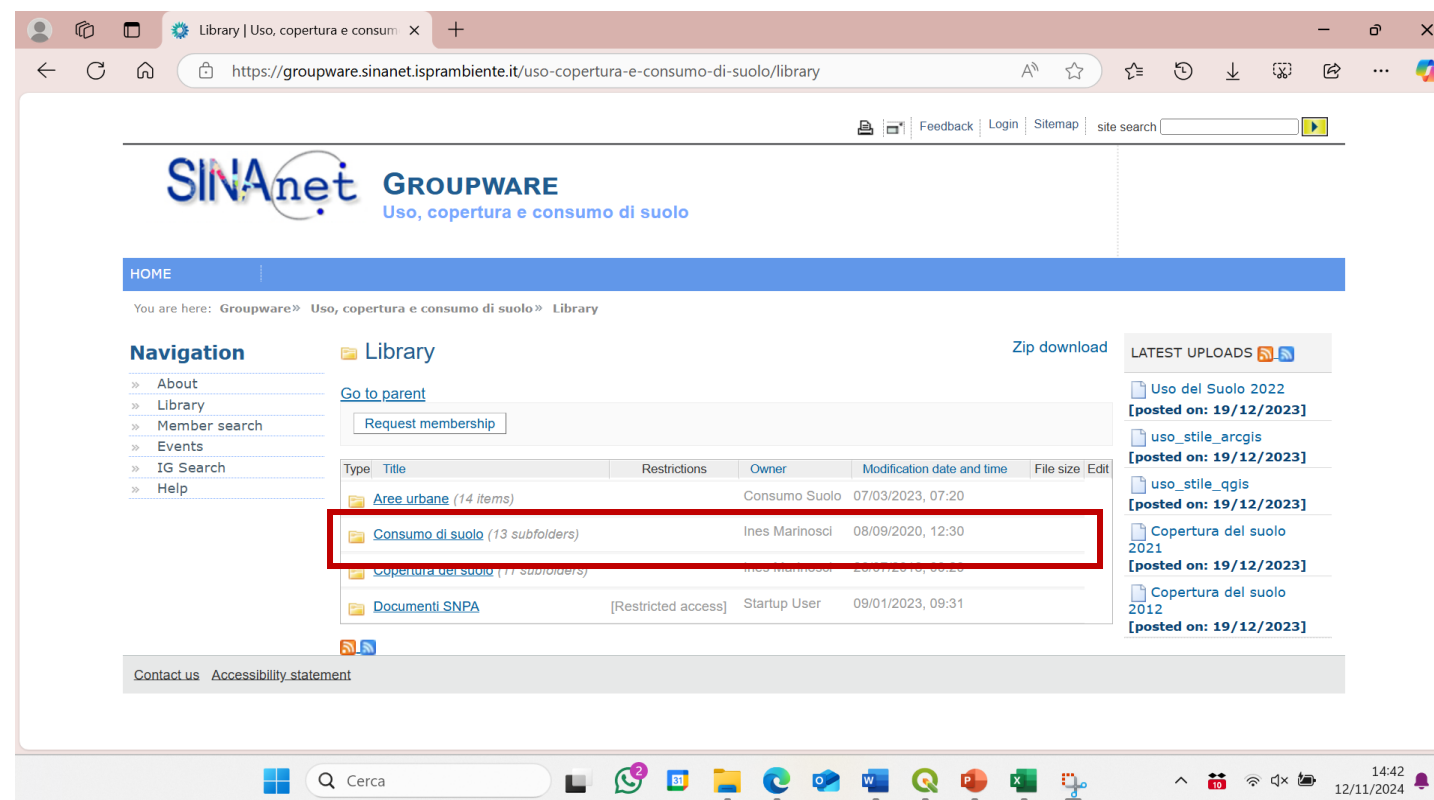 Library | Uso, copertura e consum
https://groupware.sinanet.isprambiente.it/uso-copertura-e-consumo-di-suolo/library
Feedback Login Sitemap site search
SINAnet
GROUPWARE
Uso, copertura e consumo di suolo
HOME
You are here: Groupware» Uso, copertura e consumo di suolo» Library
Navigation
» About
» Library
» Member search
» Events
» IG Search
» Help
Library
Zip download
Go to parent
Request membership
Type Title Restrictions Owner Modification date and time File size Edit
Aree urbane (14 items) Consumo Suolo 07/03/2023, 07:20
Consumo di suolo (13 subfolders) Ines Marinosci 08/09/2020, 12:30
Copertura del suolo (11 subfolders) Ines Marinosci
Documenti SNPA [Restricted access] Startup User 09/01/2023, 09:31
LATEST UPLOADS
Uso del Suolo 2022
[posted on: 19/12/2023]
uso_stile_arcgis
[posted on: 19/12/2023]
uso_stile_qgis
[posted on: 19/12/2023]
Copertura del suolo
2021
[posted on: 19/12/2023]
Copertura del suolo
2012
[posted on: 19/12/2023]
Contact us Accessibility statement
Cerca
2
31
10
14:42
12/11/2024